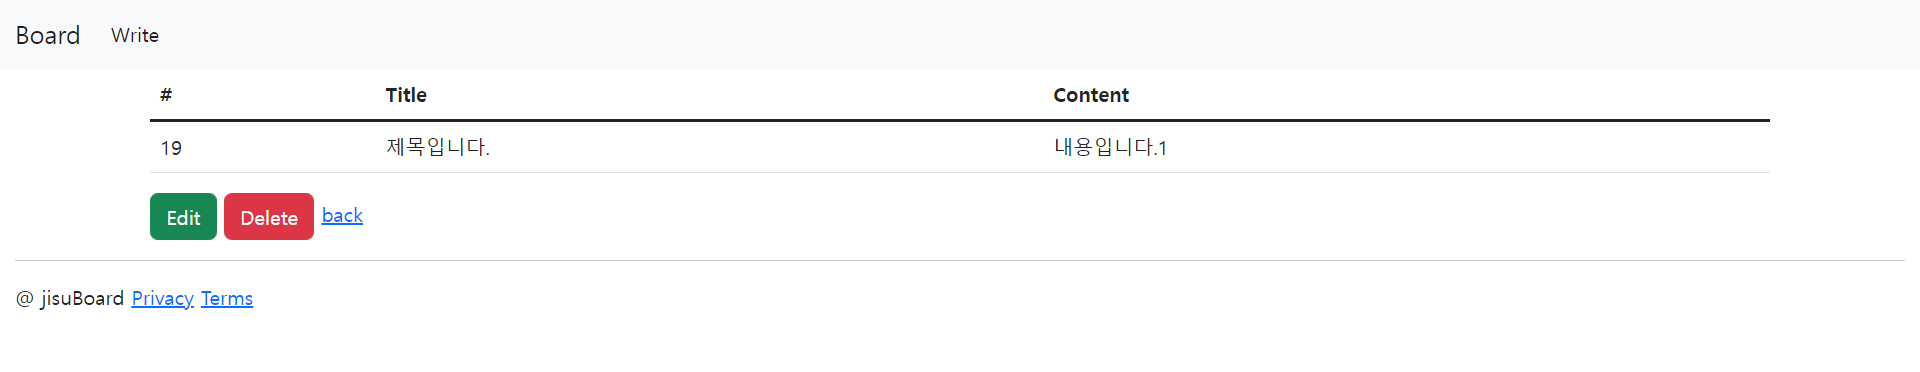 Board Write
# Title Content
19 제목입니다. 내용입니다.1
Edit Delete back
@ jisuBoard Privacy Terms